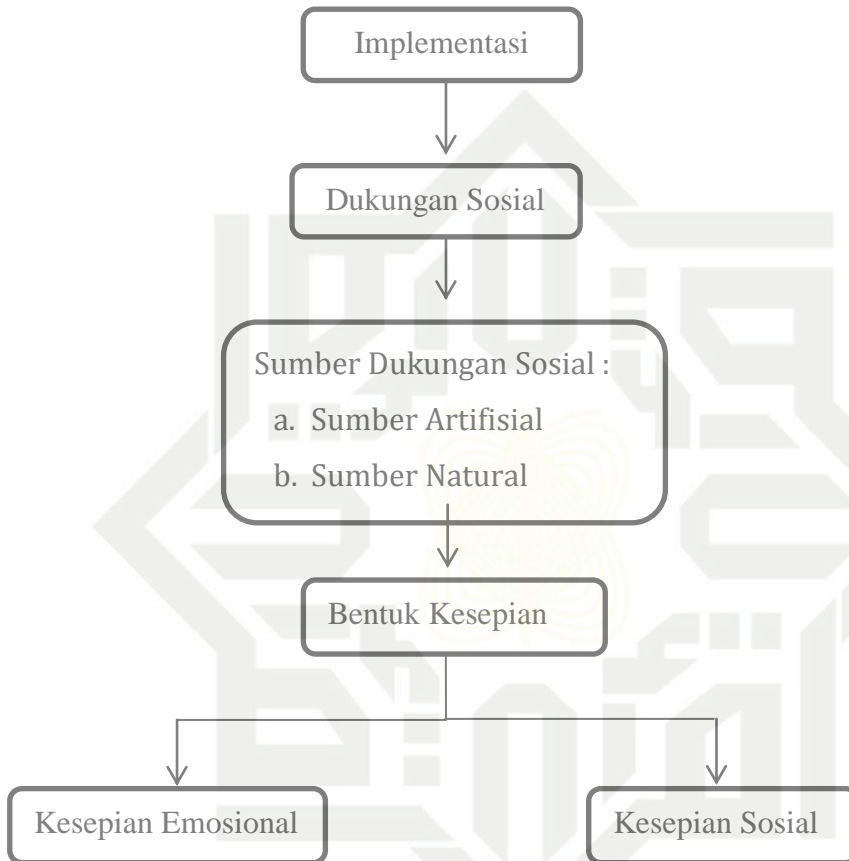 Implementasi
Dukungan Sosial
Sumber Dukungan Sosial :
a. Sumber Artifisial
b. Sumber Natural
Bentuk Kesepian
Kesepian Emosional
Kesepian Sosial